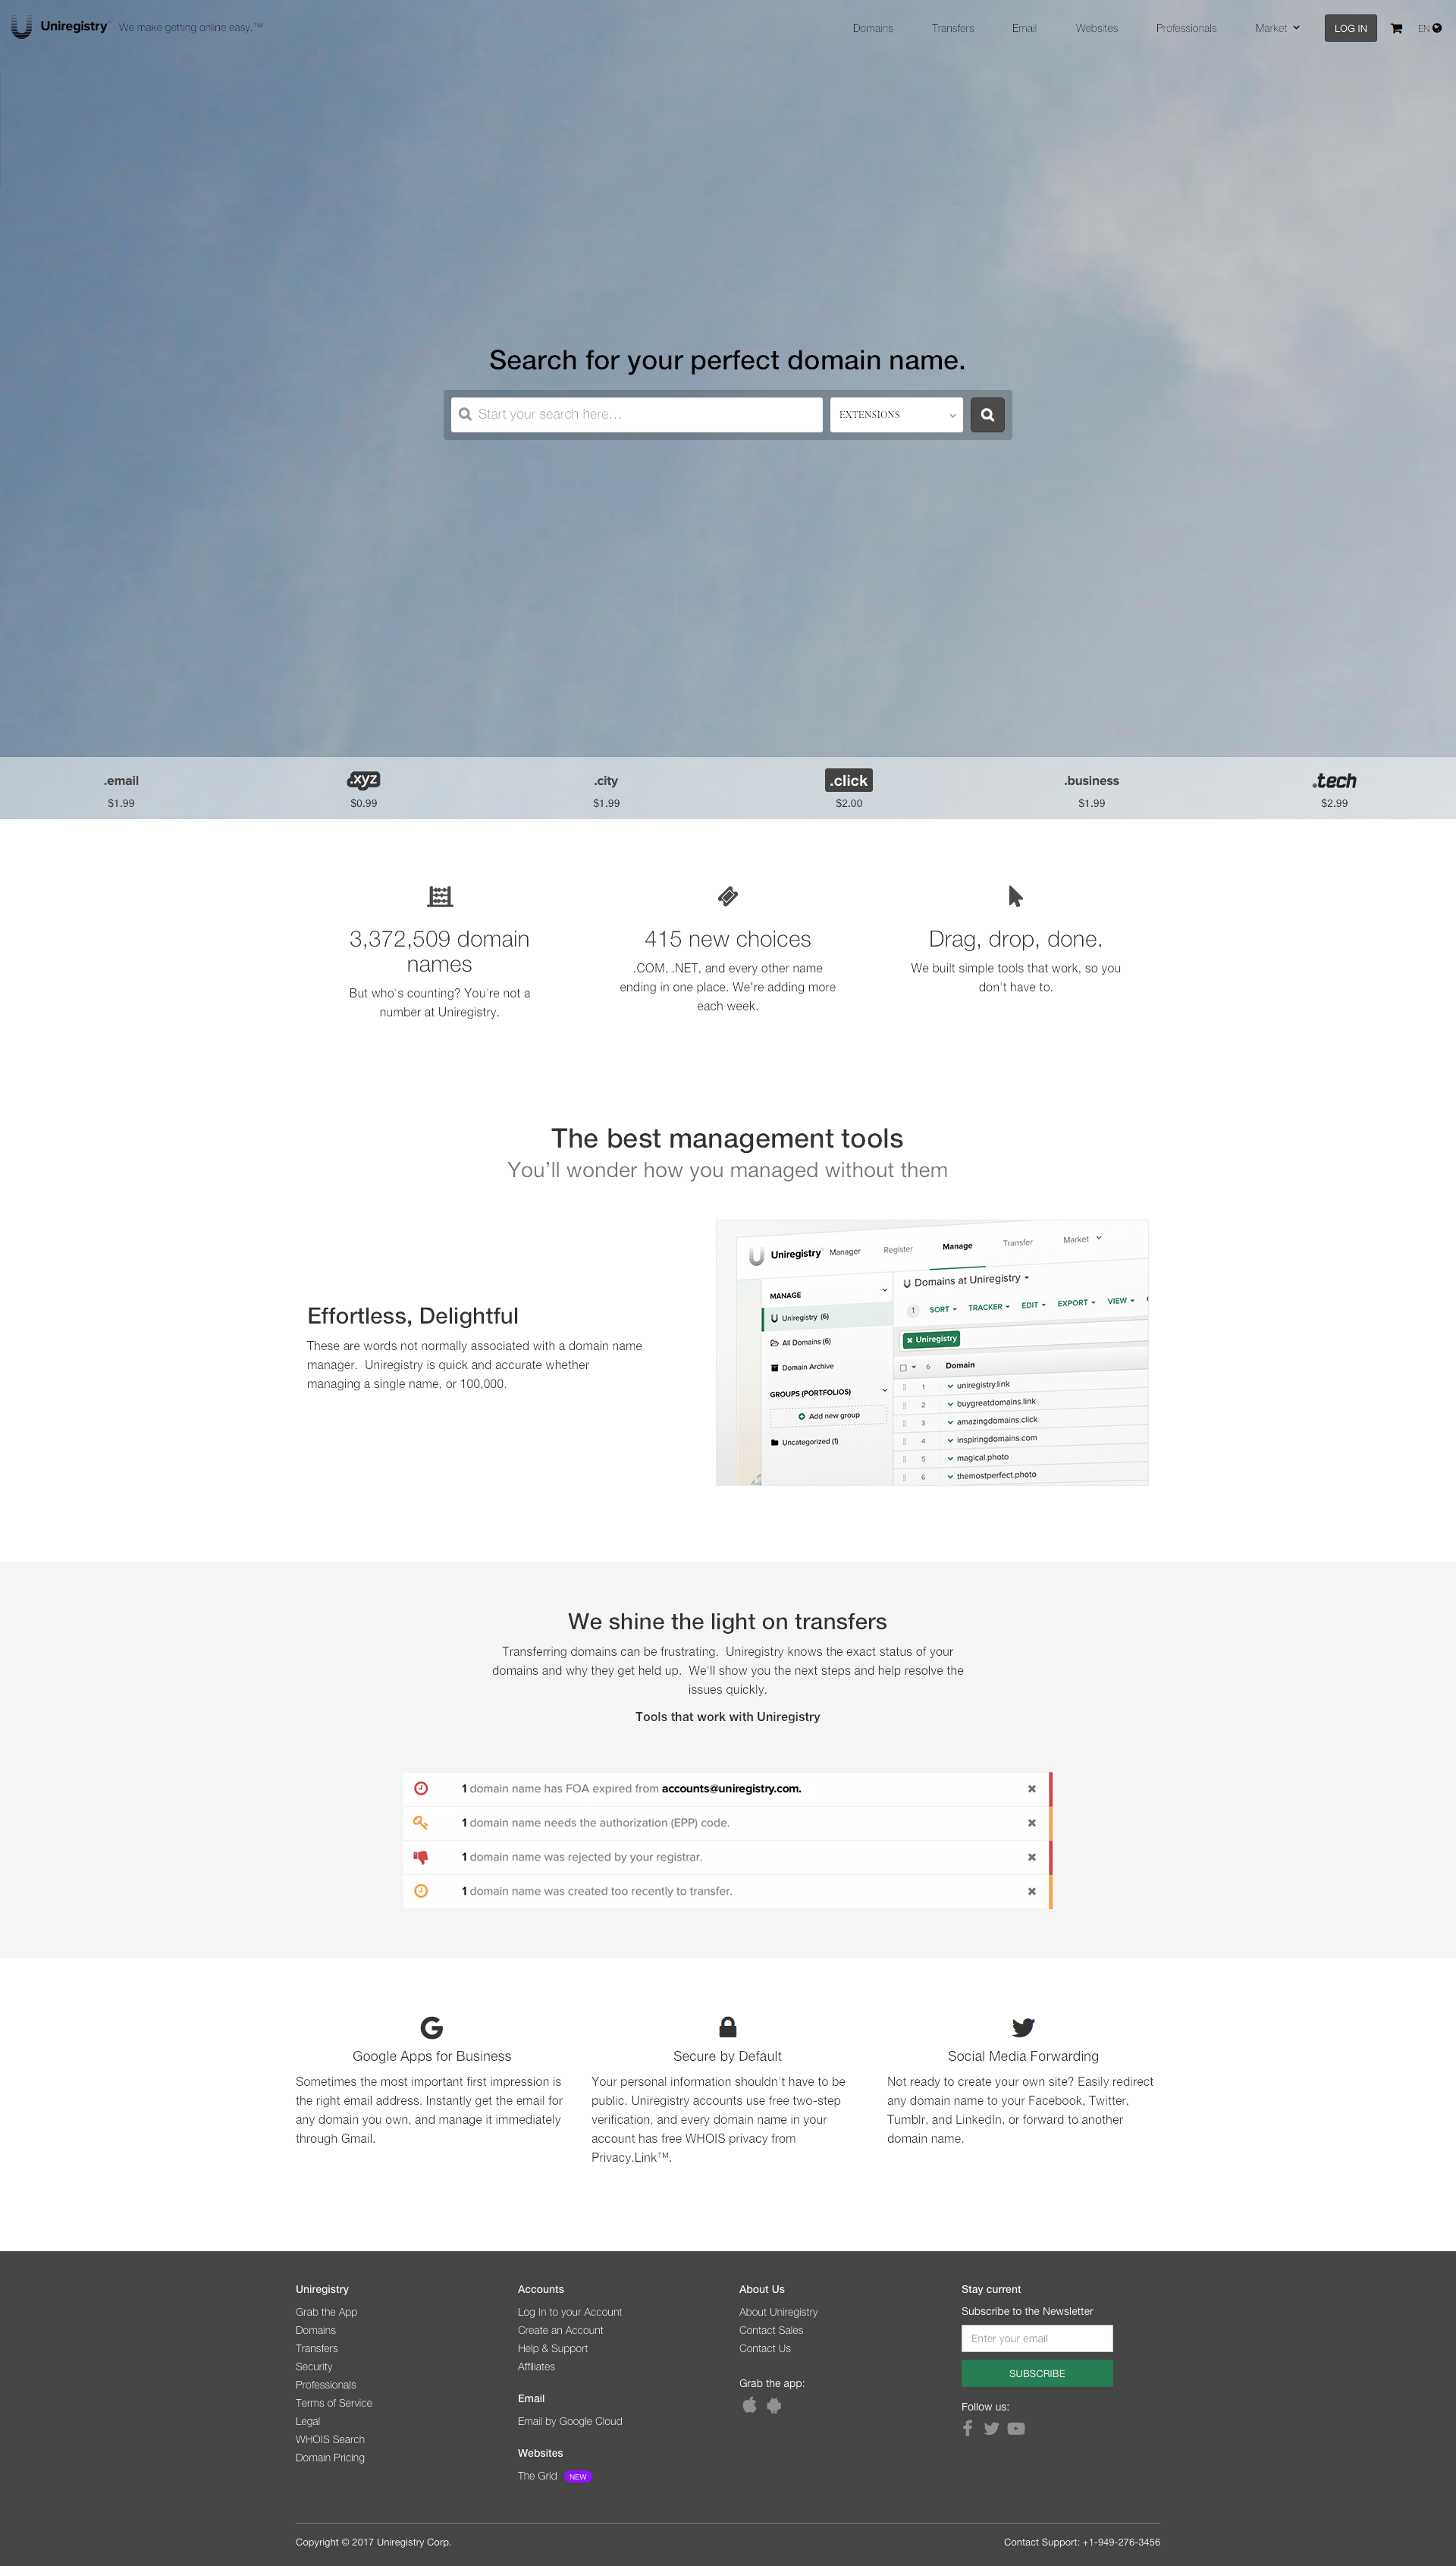 Uniregistry We make getting online easy.™
Domains Transfers Email Websites Professionals Market LOG IN EN
Search for your perfect domain name.
Start your search here... EXTENSIONS
.email .xyz .city .click .business .tech
$1.99 $0.99 $1.99 $2.00 $1.99 $2.99
3,372,509 domain
names
But who's counting? You're not a
number at Uniregistry.
415 new choices
.COM, .NET, and every other name
ending in one place. We're adding more
each week.
Drag, drop, done.
We built simple tools that work, so you
don't have to.
The best management tools
You'll wonder how you managed without them
Effortless, Delightful
These are words not normally associated with a domain name
manager. Uniregistry is quick and accurate whether
managing a single name, or 100,000.
Uniregistry Manager Register Manage Transfer Market
MANAGE
Uniregistry (6)
All Domains (6)
Domain Archive
GROUPS (PORTFOLIOS)
Add new group
Uncategorized (1)
Domains at Uniregistry
1 SORT TRACKER EDIT EXPORT VIEW
Uniregistry
6 Domain
1 uniregistry.link
2 buygreatdomains.link
3 amazingdomains.click
4 inspiringdomains.com
5 magical.photo
6 themostperfect.photo
We shine the light on transfers
Transferring domains can be frustrating. Uniregistry knows the exact status of your
domains and why they get held up. We'll show you the next steps and help resolve the
issues quickly.
Tools that work with Uniregistry
1 domain name has FOA expired from accounts@uniregistry.com.
1 domain name needs the authorization (EPP) code.
1 domain name was rejected by your registrar.
1 domain name was created too recently to transfer.
Google Apps for Business
Sometimes the most important first impression is
the right email address. Instantly get the email for
any domain you own, and manage it immediately
through Gmail.
Secure by Default
Your personal information shouldn't have to be
public. Uniregistry accounts use free two-step
verification, and every domain name in your
account has free WHOIS privacy from
Privacy.Link™.
Social Media Forwarding
Not ready to create your own site? Easily redirect
any domain name to your Facebook, Twitter,
Tumblr, and LinkedIn, or forward to another
domain name.
Uniregistry
Grab the App
Domains
Transfers
Security
Professionals
Terms of Service
Legal
WHOIS Search
Domain Pricing
Accounts
Log In to your Account
Create an Account
Help & Support
Affiliates
Email
Email by Google Cloud
Websites
The Grid NEW
About Us
About Uniregistry
Contact Sales
Contact Us
Grab the app:
Stay current
Subscribe to the Newsletter
Enter your email
SUBSCRIBE
Follow us:
Copyright © 2017 Uniregistry Corp.
Contact Support: +1-949-276-3456